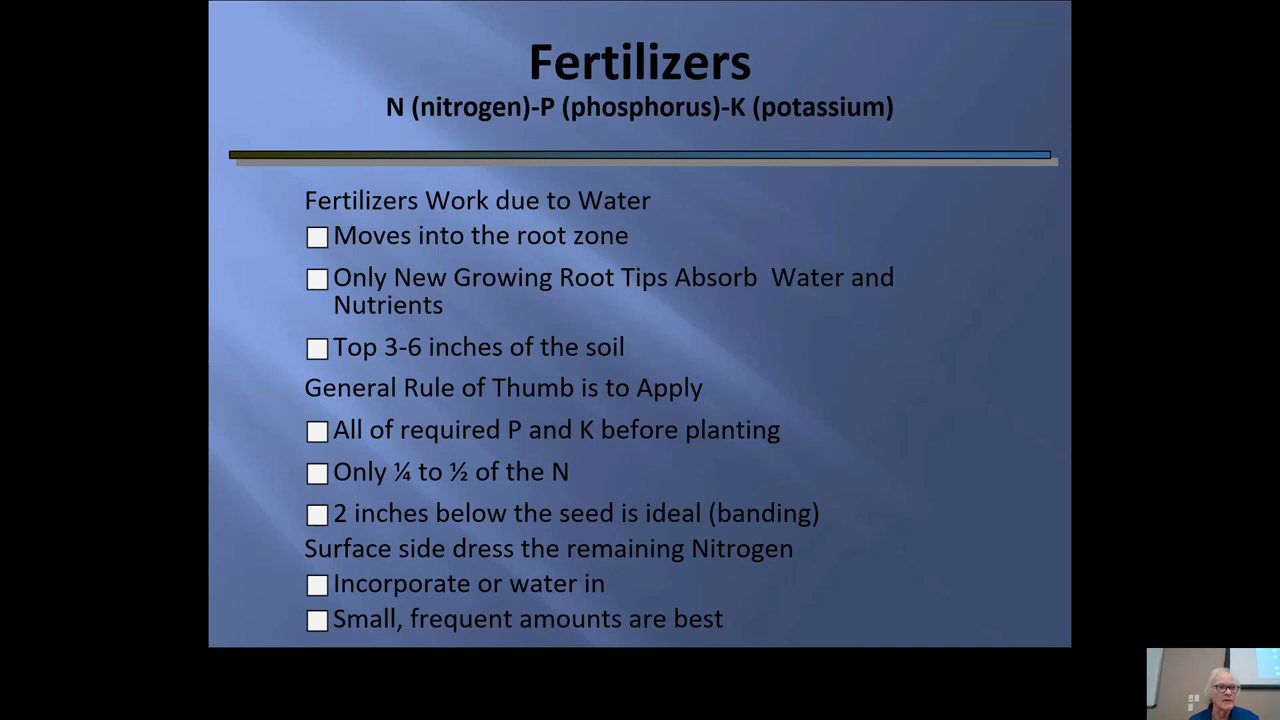 Fertilizers
N (nitrogen)-P (phosphorus)-K (potassium)
Fertilizers Work due to Water
Moves into the root zone
Only New Growing Root Tips Absorb  Water and
Nutrients
Top 3-6 inches of the soil
General Rule of Thumb is to Apply
All of required P and K before planting
Only ¼ to ½ of the N
2 inches below the seed is ideal (banding)
Surface side dress the remaining Nitrogen
Incorporate or water in
Small, frequent amounts are best